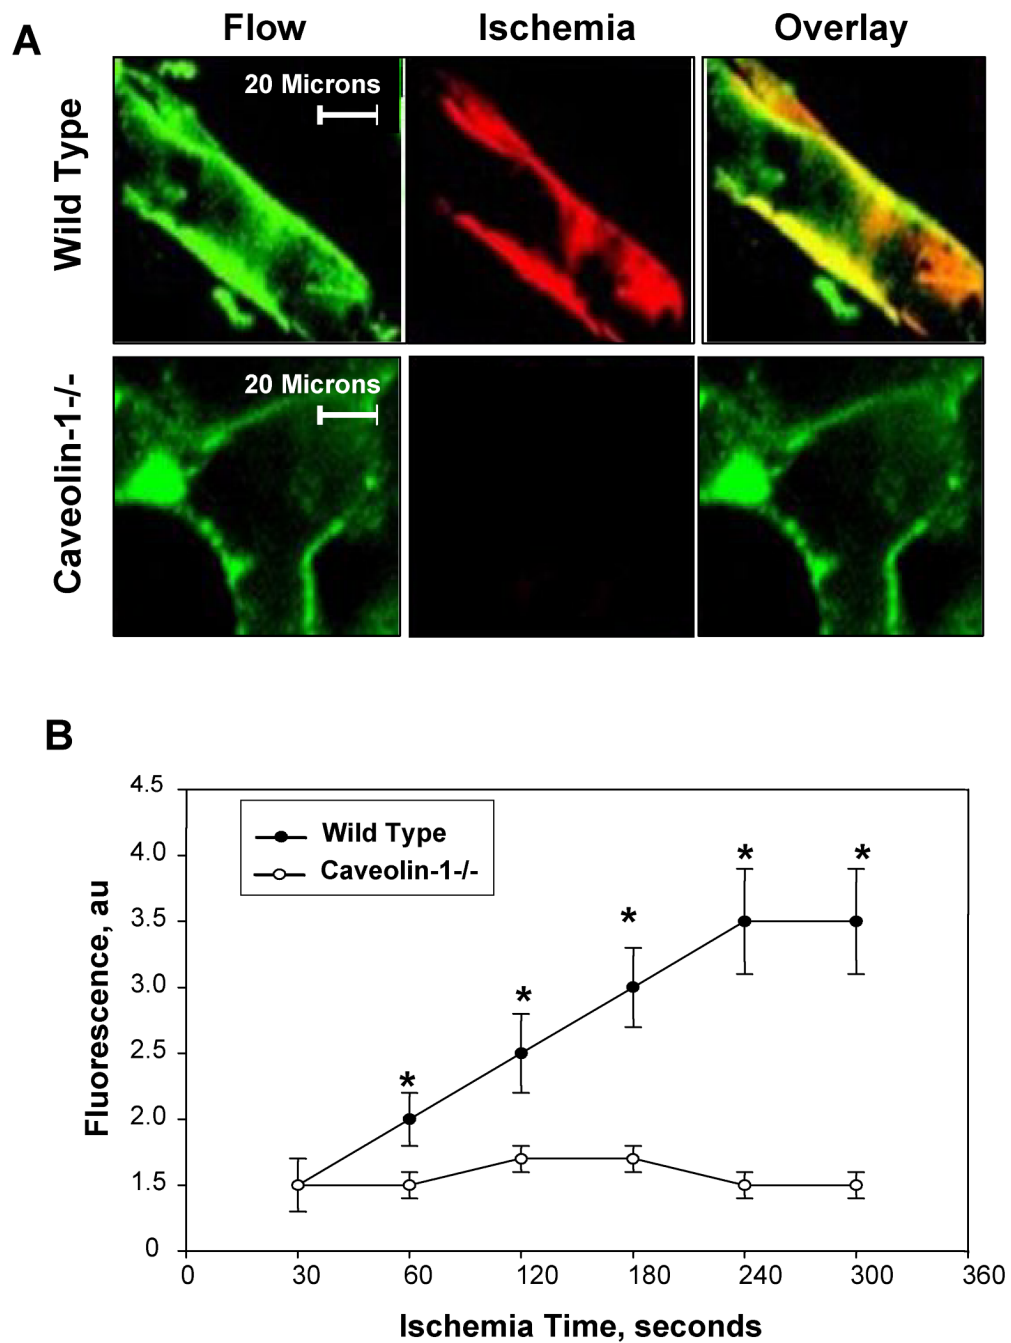 A
Flow
Ischemia
Overlay
Wild Type
20 Microns
Caveolin-1-/-
20 Microns
B
4.5
4.0
3.5
3.0
2.5
2.0
1.5
0
Fluorescence, au
Wild Type
Caveolin-1-/-
*
*
*
*
*
0 30 60 120 180 240 300 360
Ischemia Time, seconds